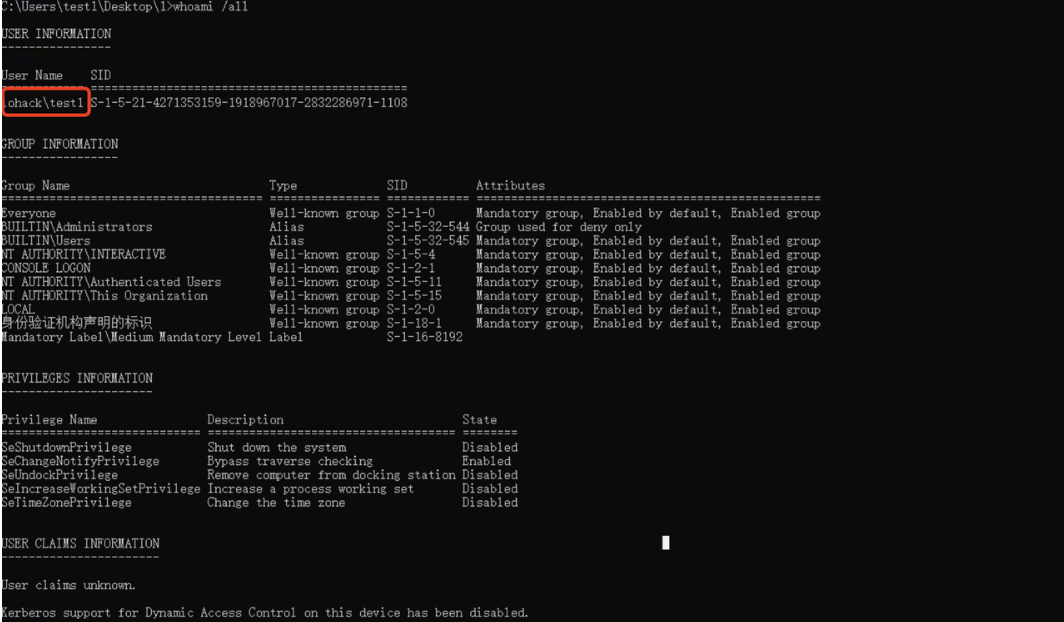 C:\Users\test1\Desktop\1>whoami /all
USER INFORMATION
----------------
User Name SID
============ ==============================================
lohack\test1 S-1-5-21-4271353159-1918967017-2832286971-1108
GROUP INFORMATION
-----------------
Group Name Type SID Attributes
====================================== ================ ============ ==================================================
Everyone Well-known group S-1-1-0 Mandatory group, Enabled by default, Enabled group
BUILTIN\Administrators Alias S-1-5-32-544 Group used for deny only
BUILTIN\Users Alias S-1-5-32-545 Mandatory group, Enabled by default, Enabled group
NT AUTHORITY\INTERACTIVE Well-known group S-1-5-4 Mandatory group, Enabled by default, Enabled group
CONSOLE LOGON Well-known group S-1-2-1 Mandatory group, Enabled by default, Enabled group
NT AUTHORITY\Authenticated Users Well-known group S-1-5-11 Mandatory group, Enabled by default, Enabled group
NT AUTHORITY\This Organization Well-known group S-1-5-15 Mandatory group, Enabled by default, Enabled group
LOCAL Well-known group S-1-2-0 Mandatory group, Enabled by default, Enabled group
身份验证机构声明的标识 Well-known group S-1-18-1 Mandatory group, Enabled by default, Enabled group
Mandatory Label\Medium Mandatory Level Label S-1-16-8192
PRIVILEGES INFORMATION
----------------------
Privilege Name Description State
============================= ==================================== ========
SeShutdownPrivilege Shut down the system Disabled
SeChangeNotifyPrivilege Bypass traverse checking Enabled
SeUndockPrivilege Remove computer from docking station Disabled
SeIncreaseWorkingSetPrivilege Increase a process working set Disabled
SeTimeZonePrivilege Change the time zone Disabled
USER CLAIMS INFORMATION
-----------------------
User claims unknown.
Kerberos support for Dynamic Access Control on this device has been disabled.